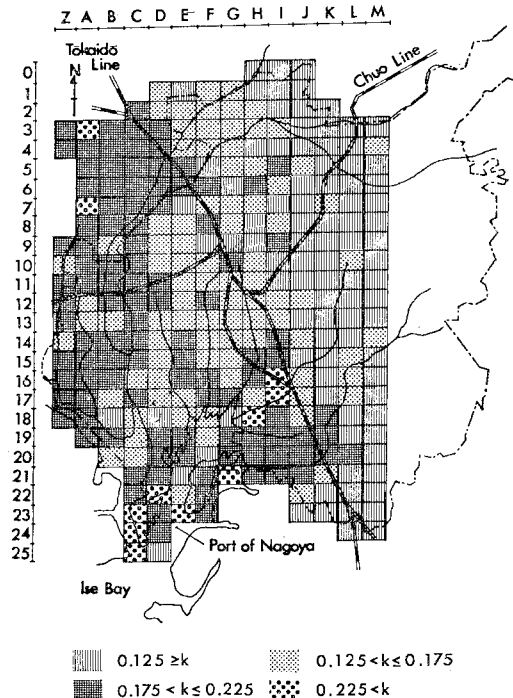 Z A B C D E F G H I J K L M
Tōkaidō
Line
N
Chuo Line
0
1
2
3
4
5
6
7
8
9
10
11
12
13
14
15
16
17
18
19
20
21
22
23
24
25
Port of Nagoya
Ise Bay
0.125 ≥k
0.125<k≤0.175
0.175 < k≤0.225
0.225<k